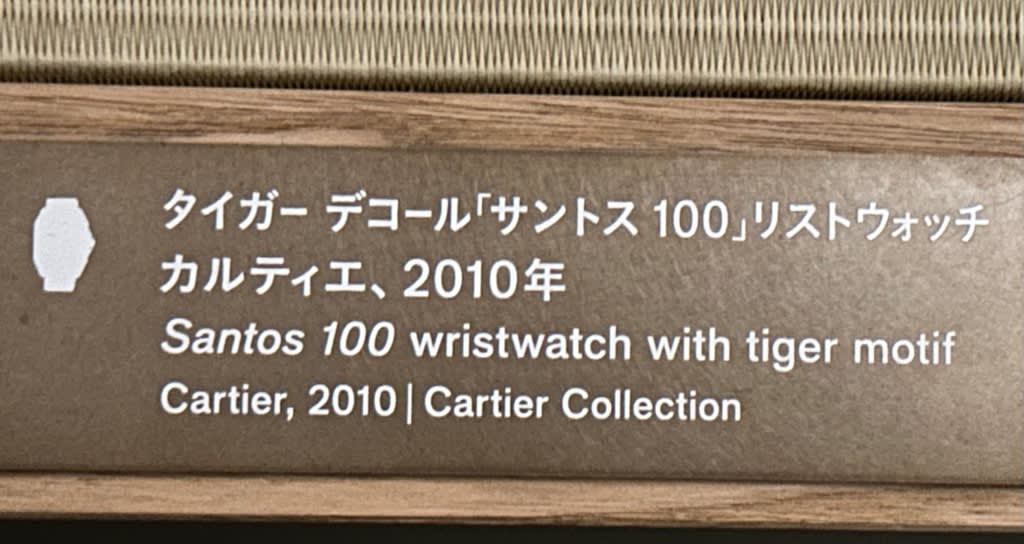 タイガー デコール「サントス 100」リストウォッチ
カルティエ、2010年
Santos 100 wristwatch with tiger motif
Cartier, 2010 | Cartier Collection